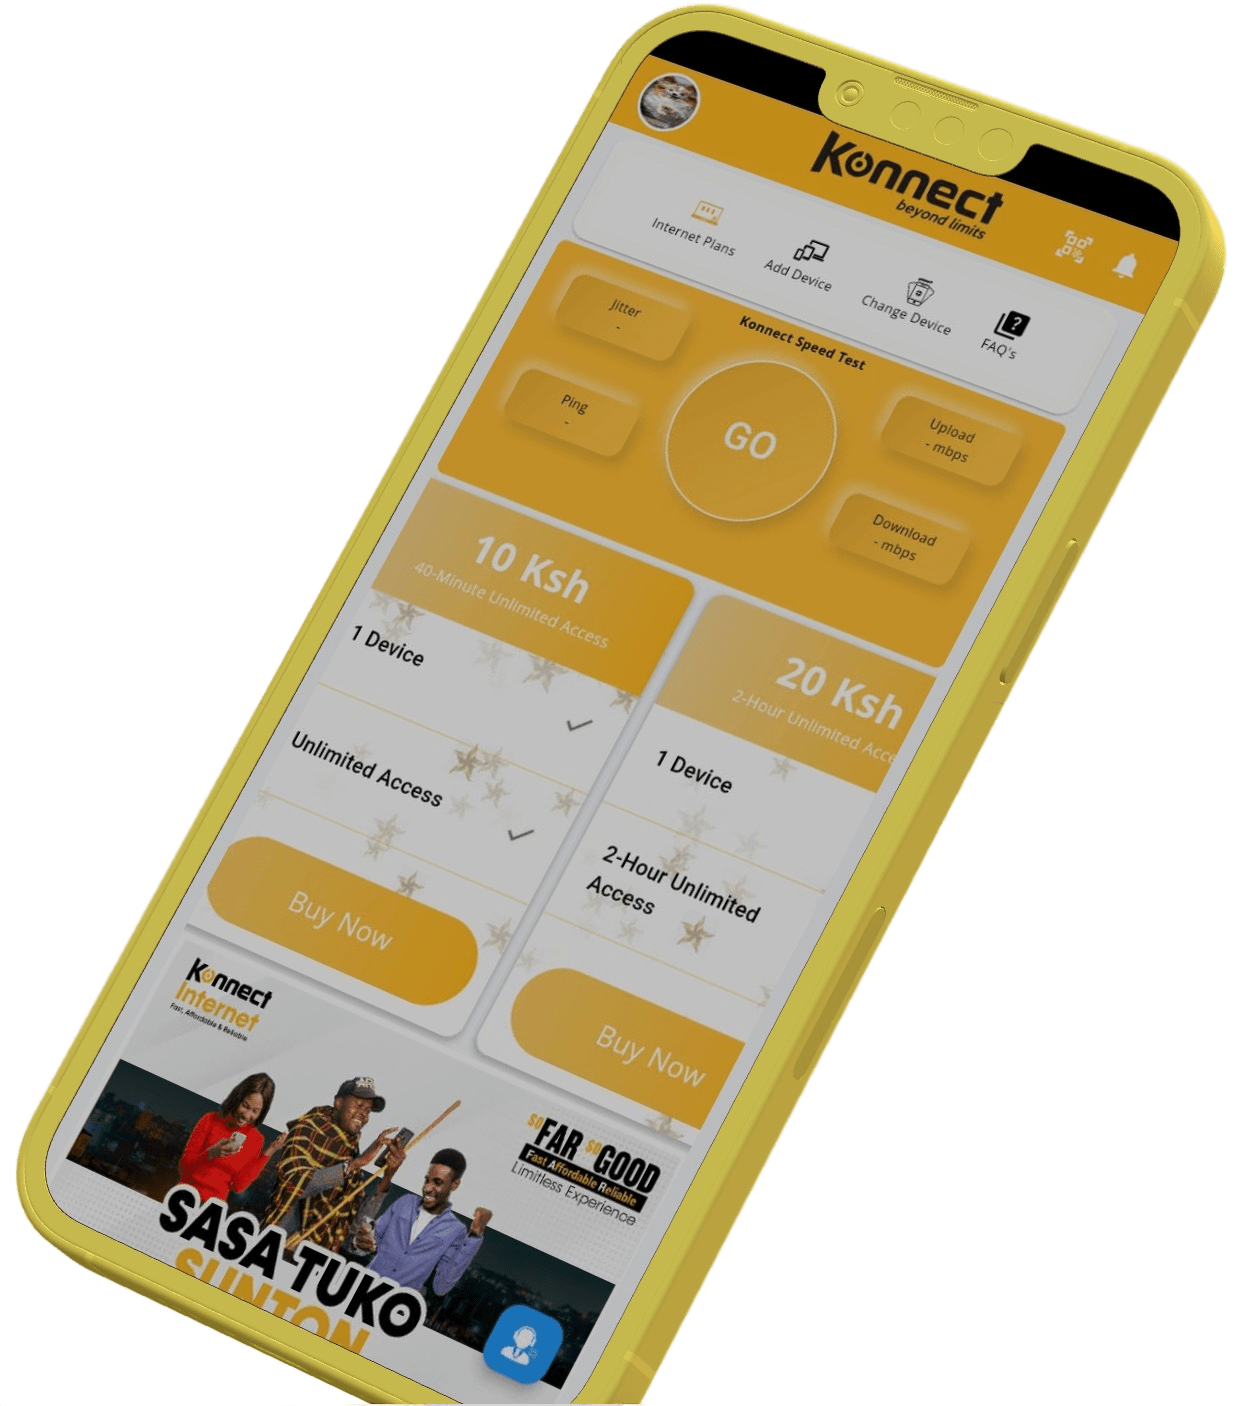 Konnect
beyond limits
Internet Plans
Add Device
Change Device
FAQ's
Konnect Speed Test
Jitter
-
Ping
-
GO
Upload
- mbps
Download
- mbps
10 Ksh
40-Minute Unlimited Access
1 Device
Unlimited Access
Buy Now
20 Ksh
2-Hour Unlimited Acce
1 Device
2-Hour Unlimited
Access
Buy Now
Konnect
Internet
Fast, Affordable & Reliable
SO FAR SO GOOD
Fast Affordable Reliable
Limitless Experience
SASA TUKO
SUNTON